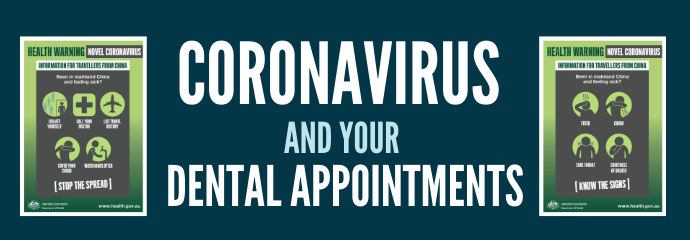 HEALTH WARNING NOVEL CORONAVIRUS
INFORMATION FOR TRAVELLERS FROM CHINA
Been in mainland China
and feeling sick?
ISOLATE
YOURSELF
CALL YOUR
DOCTOR
LIST TRAVEL
HISTORY
COVER YOUR
COUGH
WASH HANDS OFTEN
[ STOP THE SPREAD ]
Australian Government
Department of Health
www.health.gov.au
CORONAVIRUS
AND YOUR
DENTAL APPOINTMENTS
HEALTH WARNING NOVEL CORONAVIRUS
INFORMATION FOR TRAVELLERS FROM CHINA
Been in mainland China
and feeling sick?
FEVER
COUGH
SORE THROAT
SHORTNESS
OF BREATH
[ KNOW THE SIGNS ]
Australian Government
Department of Health
www.health.gov.au